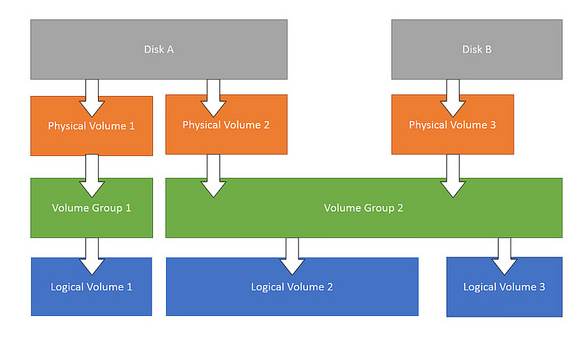 Disk A
Disk B
Physical Volume 1
Physical Volume 2
Physical Volume 3
Volume Group 1
Volume Group 2
Logical Volume 1
Logical Volume 2
Logical Volume 3